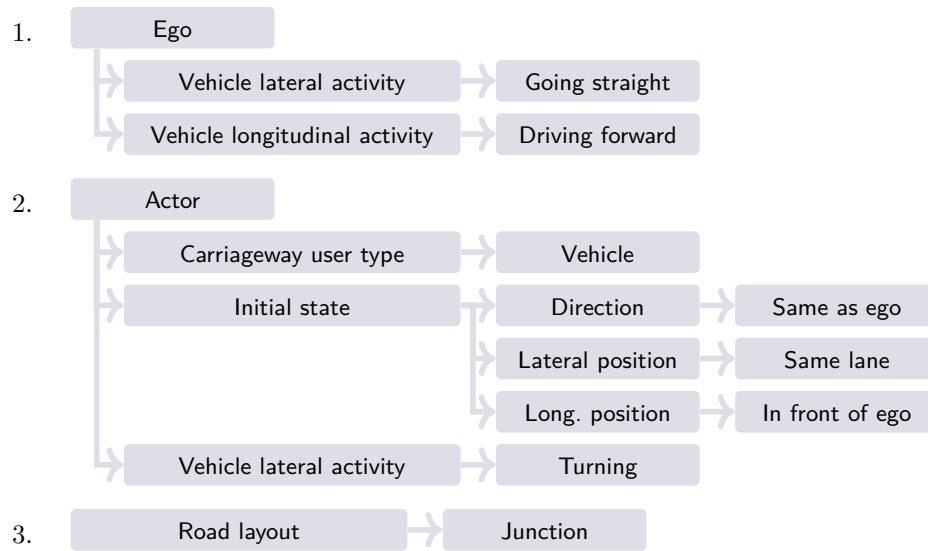 1. Ego
Vehicle lateral activity Going straight
Vehicle longitudinal activity Driving forward
2. Actor
Carriageway user type Vehicle
Initial state Direction Same as ego
Lateral position Same lane
Long. position In front of ego
Vehicle lateral activity Turning
3. Road layout Junction